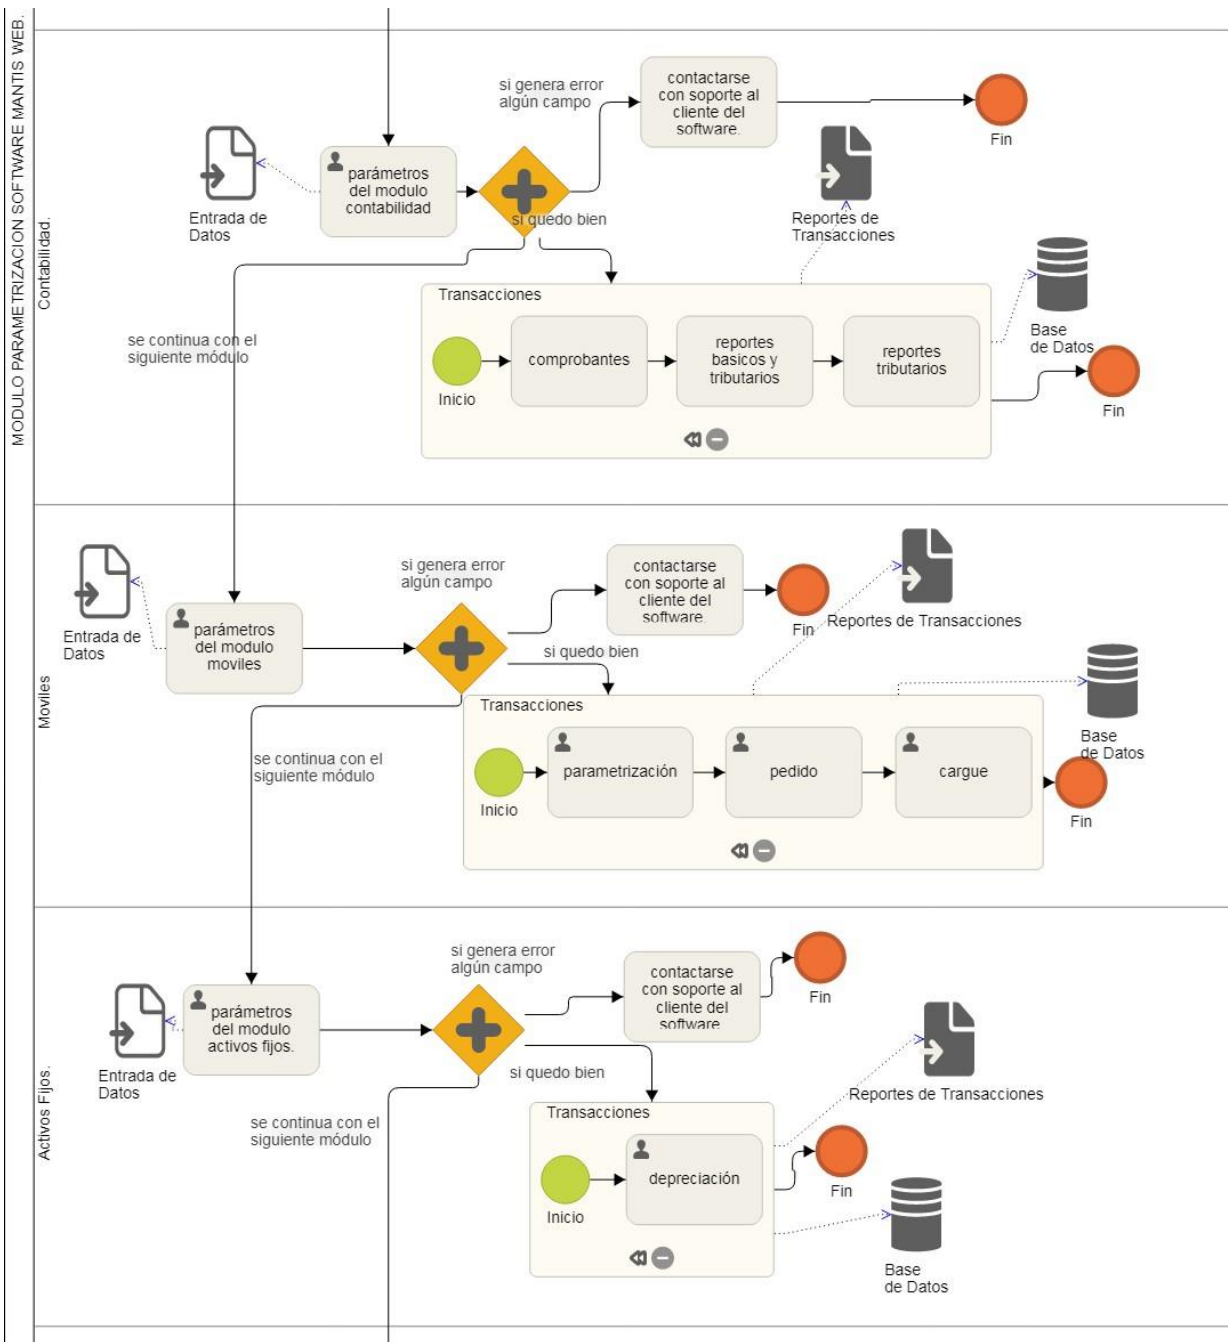 MODULO PARAMETRIZACION SOFTWARE MANTIS WEB.
Contabilidad.
si genera error
algún campo
contactarse
con soporte al
cliente del
software.
Fin
Entrada de
Datos
parámetros
del modulo
contabilidad
si quedo bien
Reportes de
Transacciones
se continua con el
siguiente módulo
Transacciones
Inicio
comprobantes
reportes
basicos y
tributarios
reportes
tributarios
Base
de Datos
Fin
Moviles
Entrada de
Datos
parámetros
del modulo
moviles
si genera error
algún campo
contactarse
con soporte al
cliente del
software.
Fin
Reportes de Transacciones
si quedo bien
se continua con el
siguiente módulo
Transacciones
Inicio
parametrización
pedido
cargue
Base
de Datos
Fin
Activos Fijos.
Entrada de
Datos
parámetros
del modulo
activos fijos.
si genera error
algún campo
contactarse
con soporte al
cliente del
software
Fin
Reportes de Transacciones
si quedo bien
se continua con el
siguiente módulo
Transacciones
Inicio
depreciación
Fin
Base
de Datos